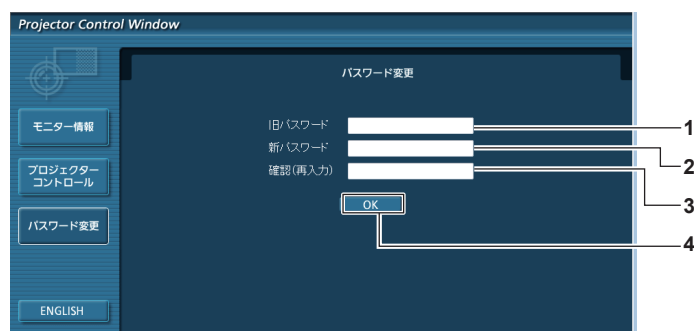 Projector Control Window
パスワード変更
モニター情報
プロジェクター
コントロール
パスワード変更
ENGLISH
旧パスワード
新パスワード
確認(再入力)
OK
1
2
3
4